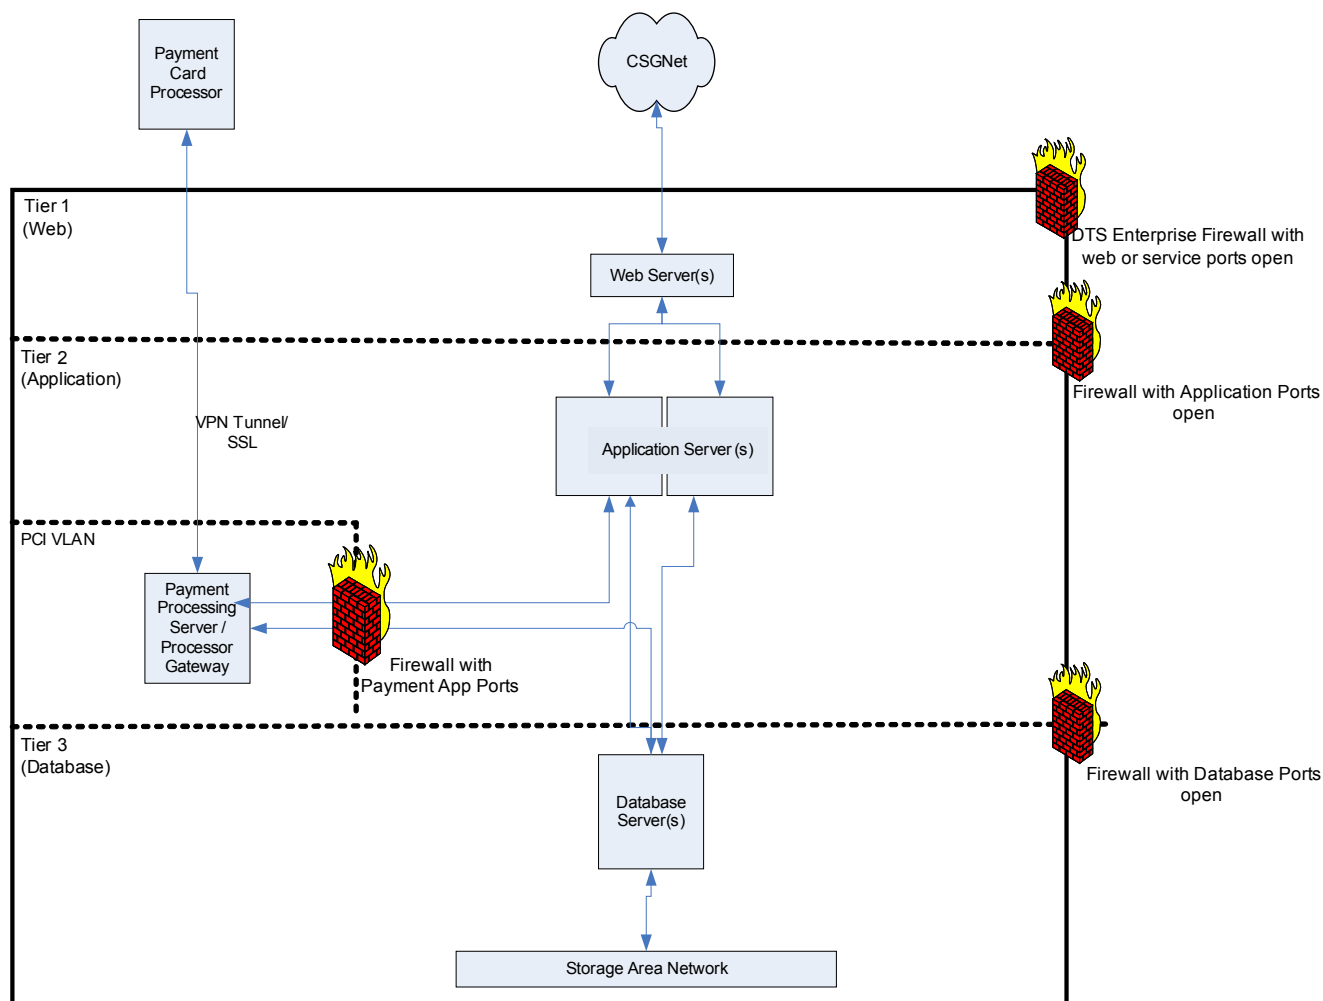 Payment
Card
Processor
CSGNet
Tier 1
(Web)
DTS Enterprise Firewall with
web or service ports open
Web Server(s)
Tier 2
(Application)
Firewall with Application Ports
open
VPN Tunnel/
SSL
Application Server (s)
PCI VLAN
Payment
Processing
Server /
Processor
Gateway
Firewall with
Payment App Ports
Tier 3
(Database)
Firewall with Database Ports
open
Database
Server(s)
Storage Area Network